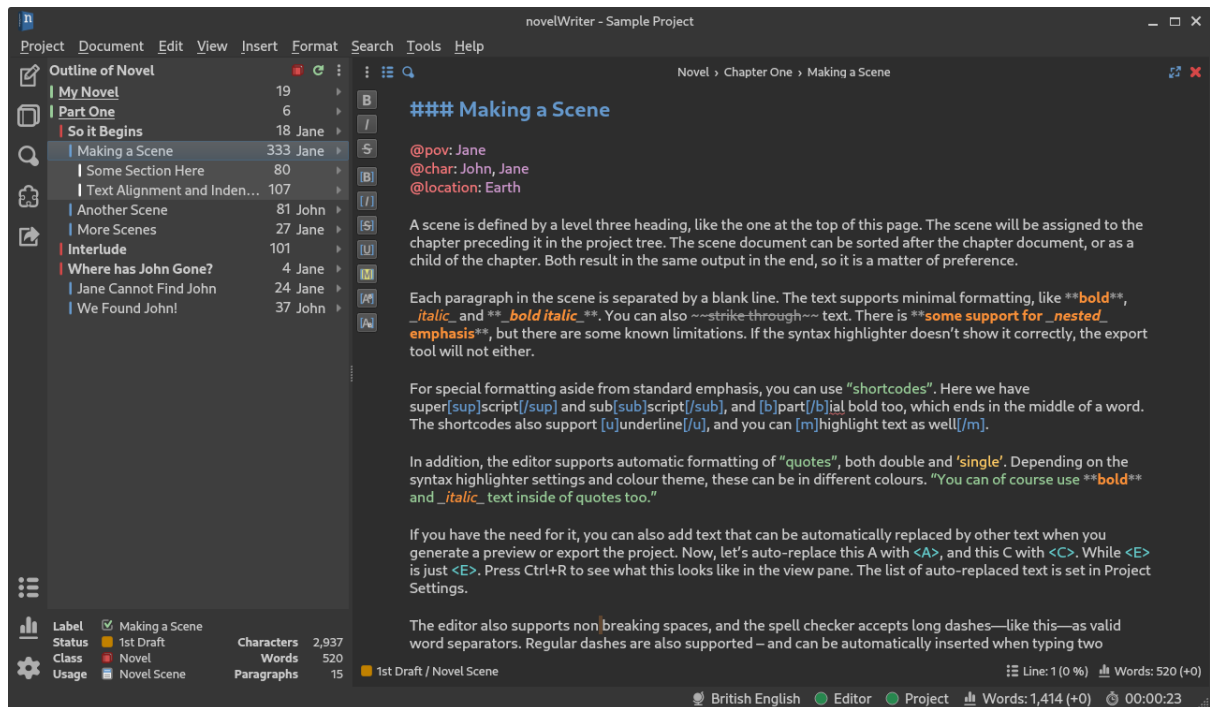 novelWriter - Sample Project
Project Document Edit View Insert Format Search Tools Help
Outline of Novel
My Novel 19
Part One 6
So it Begins 18 Jane
Making a Scene 333 Jane
Some Section Here 80
Text Alignment and Inden... 107
Another Scene 81 John
More Scenes 27 Jane
Interlude 101
Where has John Gone? 4 Jane
Jane Cannot Find John 24 Jane
We Found John! 37 John
Label Making a Scene
Status 1st Draft Characters 2,937
Class Novel Words 520
Usage Novel Scene Paragraphs 15
Novel › Chapter One › Making a Scene
B
I
S
[B]
[I]
[S]
[U]
[M]
### Making a Scene
@pov: Jane
@char: John, Jane
@location: Earth
A scene is defined by a level three heading, like the one at the top of this page. The scene will be assigned to the
chapter preceding it in the project tree. The scene document can be sorted after the chapter document, or as a
child of the chapter. Both result in the same output in the end, so it is a matter of preference.
Each paragraph in the scene is separated by a blank line. The text supports minimal formatting, like **bold**,
_italic_ and **_bold italic_**. You can also ~~strike through~~ text. There is **some support for _nested_
emphasis**, but there are some known limitations. If the syntax highlighter doesn’t show it correctly, the export
tool will not either.
For special formatting aside from standard emphasis, you can use “shortcodes”. Here we have
super[sup]script[/sup] and sub[sub]script[/sub], and [b]part[/b]ial bold too, which ends in the middle of a word.
The shortcodes also support [u]underline[/u], and you can [m]highlight text as well[/m].
In addition, the editor supports automatic formatting of “quotes”, both double and ‘single’. Depending on the
syntax highlighter settings and colour theme, these can be in different colours. “You can of course use **bold**
and _italic_ text inside of quotes too.”
If you have the need for it, you can also add text that can be automatically replaced by other text when you
generate a preview or export the project. Now, let’s auto-replace this A with <A>, and this C with <C>. While <E>
is just <E>. Press Ctrl+R to see what this looks like in the view pane. The list of auto-replaced text is set in Project
Settings.
The editor also supports non breaking spaces, and the spell checker accepts long dashes—like this—as valid
word separators. Regular dashes are also supported – and can be automatically inserted when typing two
1st Draft / Novel Scene
Line: 1 (0 %) Words: 520 (+0)
British English Editor Project Words: 1,414 (+0) 00:00:23